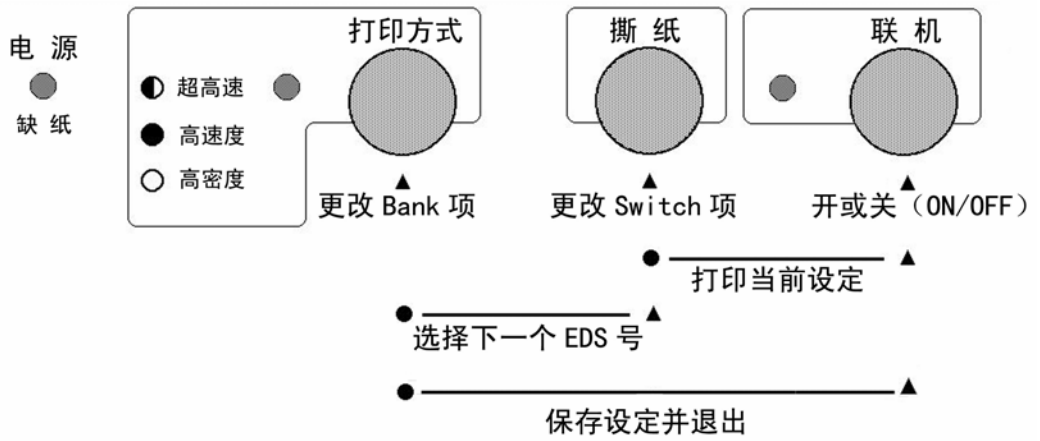 电 源
缺 纸
超高速
高速度
高密度
打印方式
撕 纸
联 机
更改 Bank 项
更改 Switch 项
开或关（ON/OFF）
打印当前设定
选择下一个 EDS 号
保存设定并退出